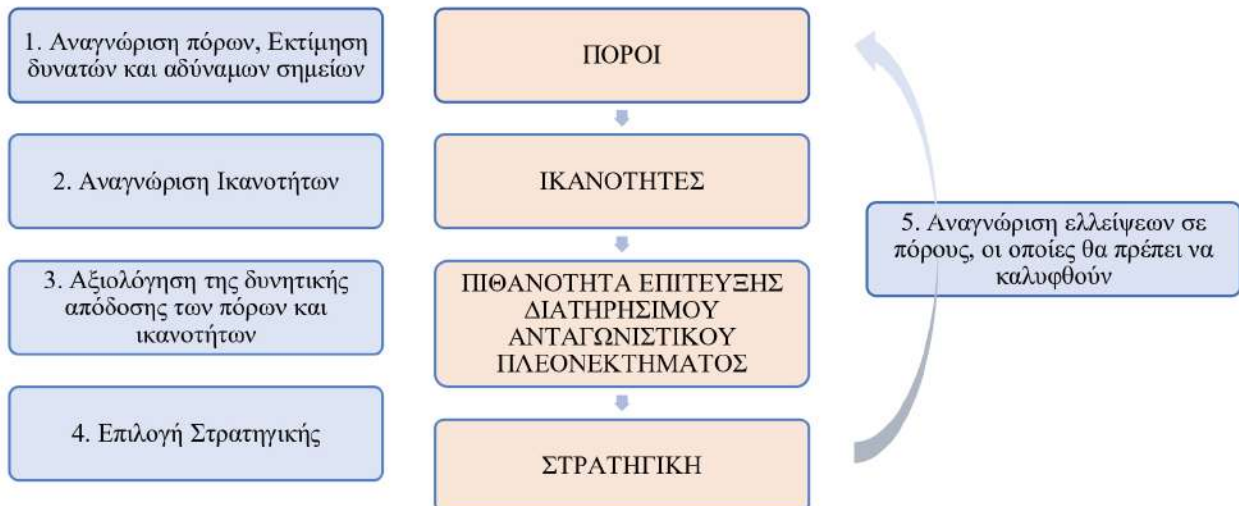 1. Αναγνώριση πόρων, Εκτίμηση
δυνατών και αδύναμων σημείων
ΠΟΡΟΙ
2. Αναγνώριση Ικανοτήτων
ΙΚΑΝΟΤΗΤΕΣ
3. Αξιολόγηση της δυνητικής
απόδοσης των πόρων και
ικανοτήτων
ΠΙΘΑΝΟΤΗΤΑ ΕΠΙΤΕΥΞΗΣ
ΔΙΑΤΗΡΗΣΙΜΟΥ
ΑΝΤΑΓΩΝΙΣΤΙΚΟΥ
ΠΛΕΟΝΕΚΤΗΜΑΤΟΣ
4. Επιλογή Στρατηγικής
ΣΤΡΑΤΗΓΙΚΗ
5. Αναγνώριση ελλείψεων σε
πόρους, οι οποίες θα πρέπει να
καλυφθούν